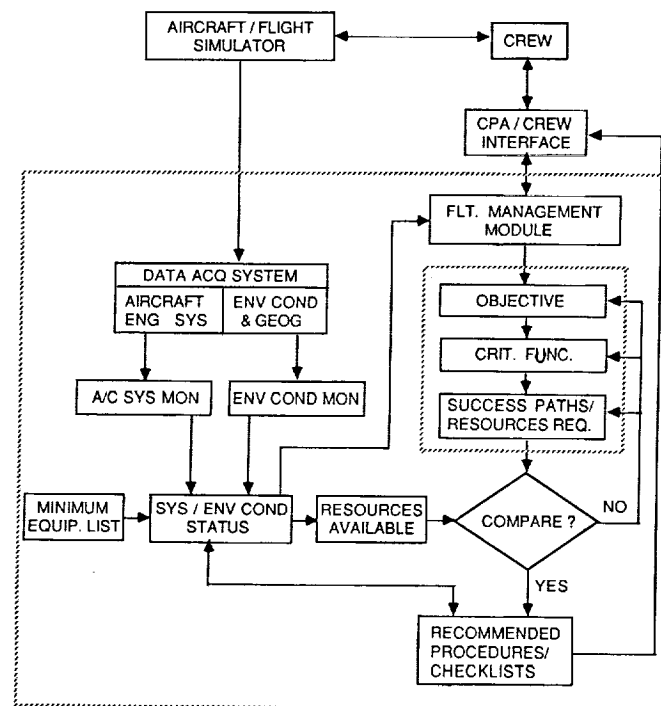 AIRCRAFT / FLIGHT
SIMULATOR
CREW
CPA / CREW
INTERFACE
FLT. MANAGEMENT
MODULE
DATA ACQ SYSTEM
AIRCRAFT
ENG SYS
ENV COND
& GEOG
OBJECTIVE
CRIT. FUNC.
A/C SYS MON
ENV COND MON
SUCCESS PATHS/
RESOURCES REQ.
MINIMUM
EQUIP. LIST
SYS / ENV COND
STATUS
RESOURCES
AVAILABLE
COMPARE ?
NO
YES
RECOMMENDED
PROCEDURES/
CHECKLISTS